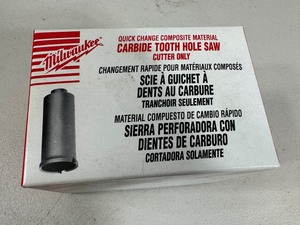 Milwaukee
QUICK CHANGE COMPOSITE MATERIAL
CARBIDE TOOTH HOLE SAW
CUTTER ONLY
CHANGEMENT RAPIDE POUR MATÉRIAUX COMPOSÉS
SCIE À GUICHET À
DENTS AU CARBURE
TRANCHOIR SEULEMENT
MATERIAL COMPUESTO DE CAMBIO RÁPIDO
SIERRA PERFORADORA CON
DIENTES DE CARBURO
CORTADORA SOLAMENTE